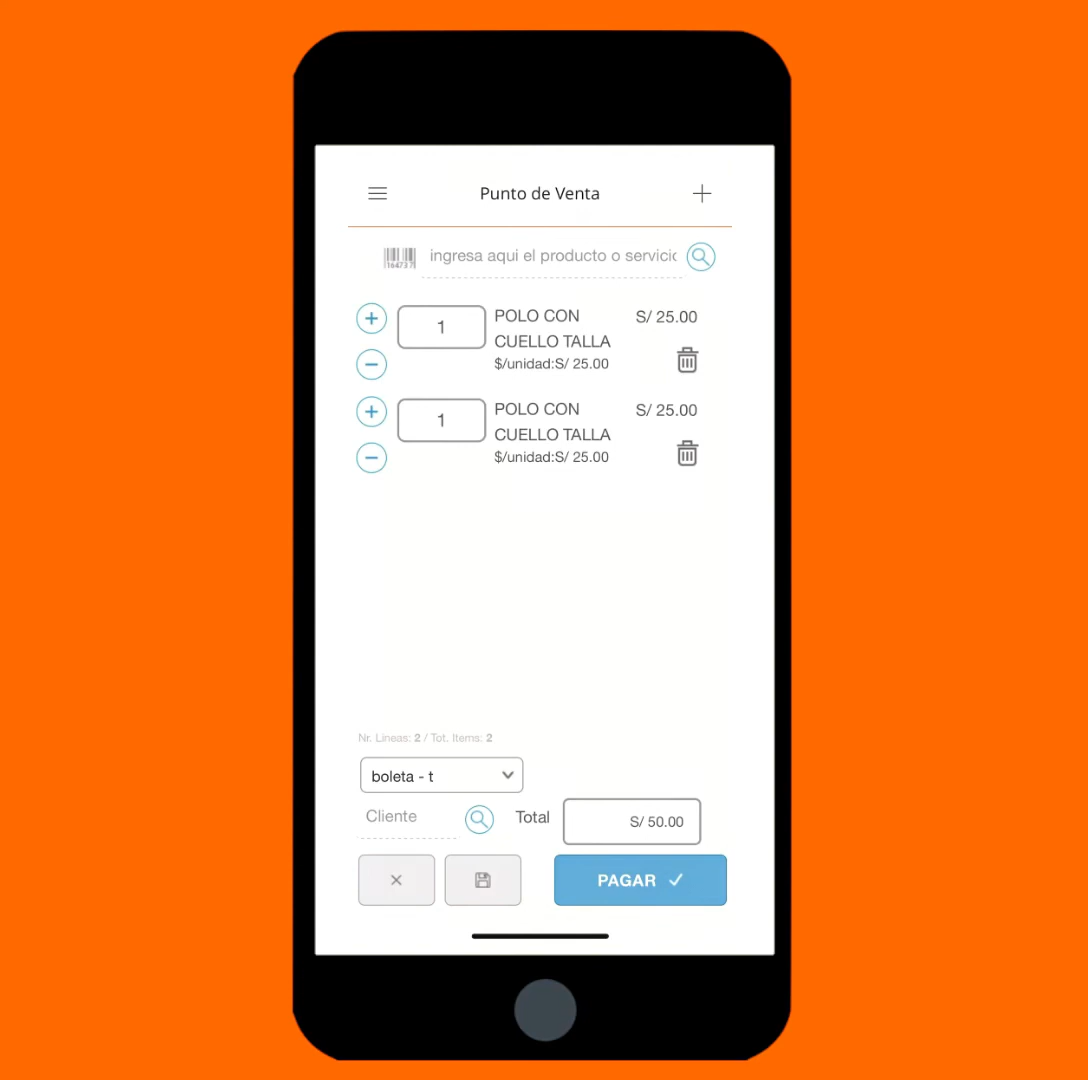 Punto de Venta
ingresa aqui el producto o servicic
1
POLO CON
S/ 25.00
CUELLO TALLA
$/unidad:S/ 25.00
1
POLO CON
S/ 25.00
CUELLO TALLA
$/unidad:S/ 25.00
Nr. Lineas: 2 / Tot. Items: 2
boleta - t
Cliente
Total
S/ 50.00
PAGAR